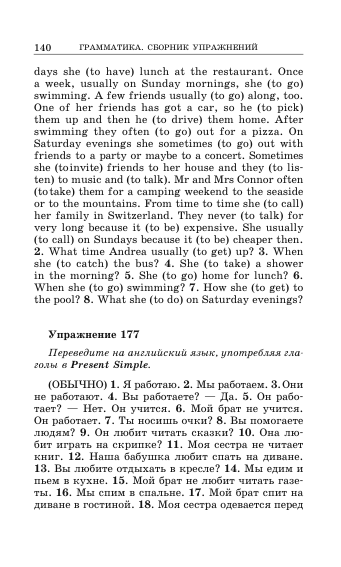 140 ГРАММАТИКА. СБОРНИК УПРАЖНЕНИЙ
days she (to have) lunch at the restaurant. Once
a week, usually on Sunday mornings, she (to go)
swimming. A few friends usually (to go) along, too.
One of her friends has got a car, so he (to pick)
them up and then he (to drive) them home. After
swimming they often (to go) out for a pizza. On
Saturday evenings she sometimes (to go) out with
friends to a party or maybe to a concert. Sometimes
she (to invite) friends to her house and they (to lis-
ten) to music and (to talk). Mr and Mrs Connor often
(to take) them for a camping weekend to the seaside
or to the mountains. From time to time she (to call)
her family in Switzerland. They never (to talk) for
very long because it (to be) expensive. She usually
(to call) on Sundays because it (to be) cheaper then.
2. What time Andrea usually (to get) up? 3. When
she (to catch) the bus? 4. She (to take) a shower
in the morning? 5. She (to go) home for lunch? 6.
When she (to go) swimming? 7. How she (to get) to
the pool? 8. What she (to do) on Saturday evenings?
Упражнение 177
Переведите на английский язык, употребляя гла-
голы в Present Simple.
(ОБЫЧНО) 1. Я работаю. 2. Мы работаем. 3. Они
не работают. 4. Вы работаете? — Да. 5. Он рабо-
тает? — Нет. Он учится. 6. Мой брат не учится.
Он работает. 7. Ты носишь очки? 8. Вы помогаете
людям? 9. Он любит читать сказки? 10. Она лю-
бит играть на скрипке? 11. Моя сестра не читает
книг. 12. Наша бабушка любит спать на диване.
13. Вы любите отдыхать в кресле? 14. Мы едим и
пьем в кухне. 15. Мой брат не любит читать газе-
ты. 16. Мы спим в спальне. 17. Мой брат спит на
диване в гостиной. 18. Моя сестра одевается перед